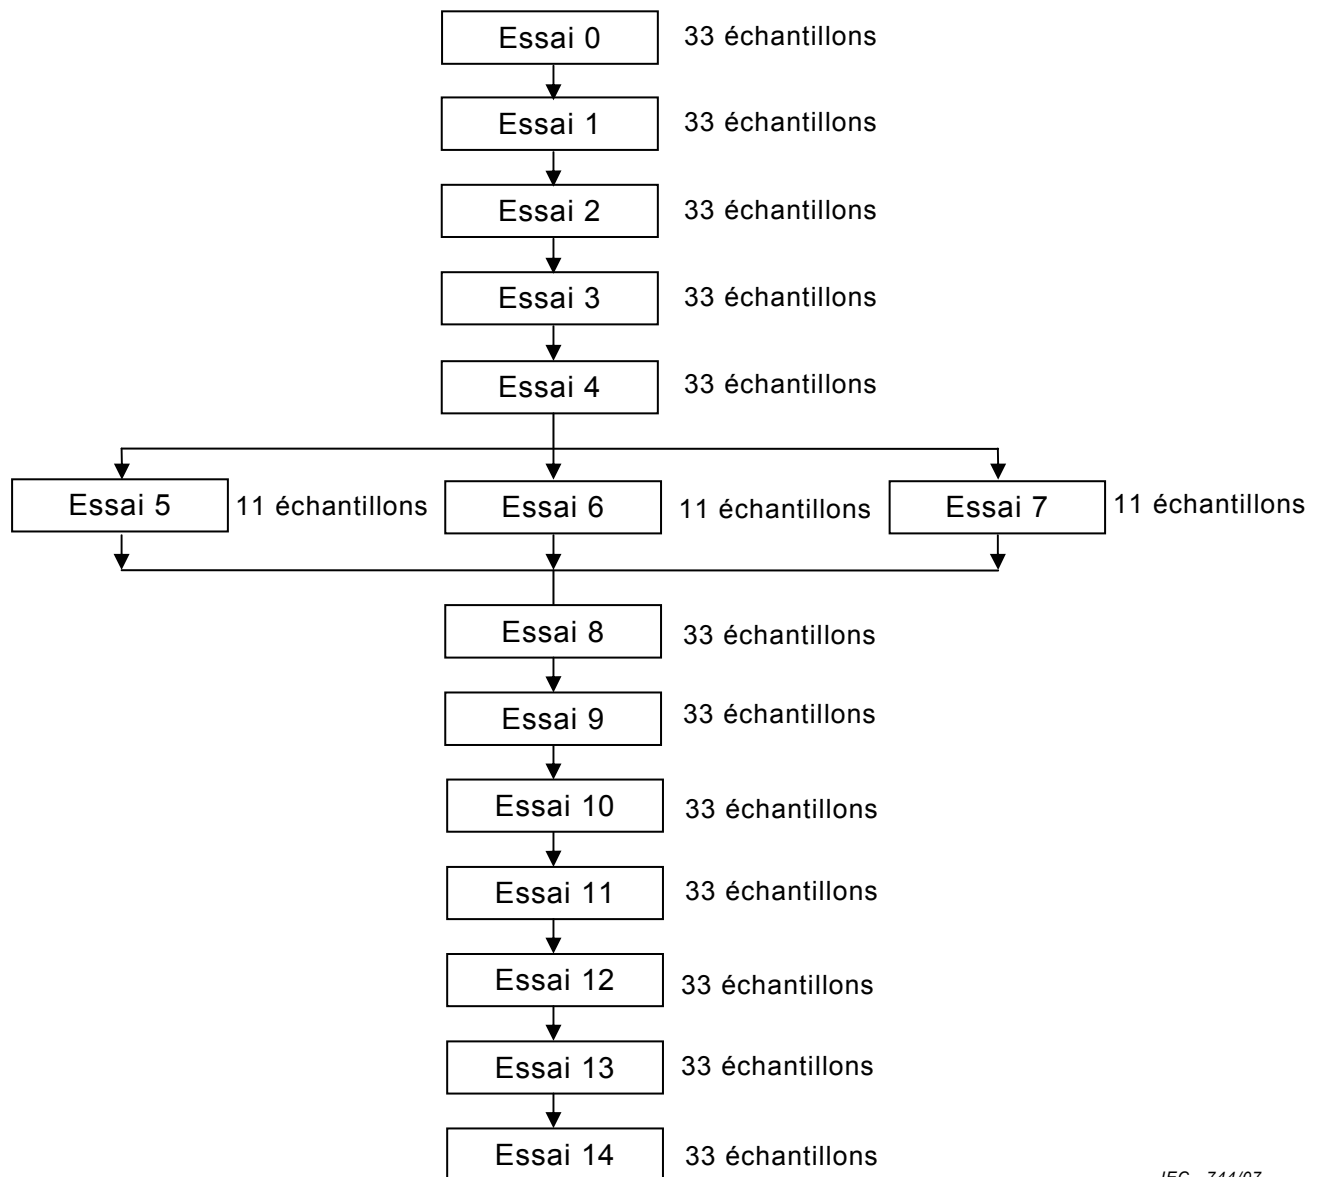 Essai 0 33 échantillons
Essai 1 33 échantillons
Essai 2 33 échantillons
Essai 3 33 échantillons
Essai 4 33 échantillons
Essai 5 11 échantillons Essai 6 11 échantillons Essai 7 11 échantillons
Essai 8 33 échantillons
Essai 9 33 échantillons
Essai 10 33 échantillons
Essai 11 33 échantillons
Essai 12 33 échantillons
Essai 13 33 échantillons
Essai 14 33 échantillons
IEC 744/07